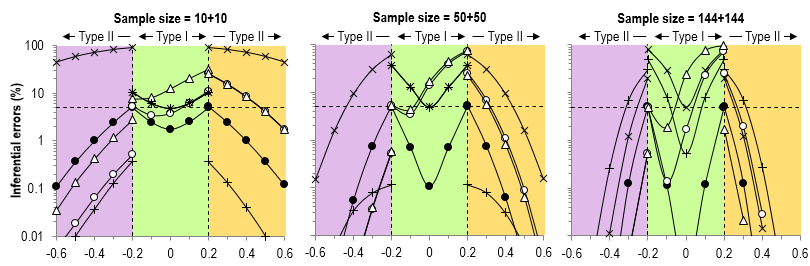 Sample size = 10+10
Sample size = 50+50
Sample size = 144+144
Type II Type I Type II
Type II Type I Type II
Type II Type I Type II
Inferential errors (%)
100
10
1
0.1
0.01
-0.6 -0.4 -0.2 0 0.2 0.4 0.6
-0.6 -0.4 -0.2 0 0.2 0.4 0.6
-0.6 -0.4 -0.2 0 0.2 0.4 0.6